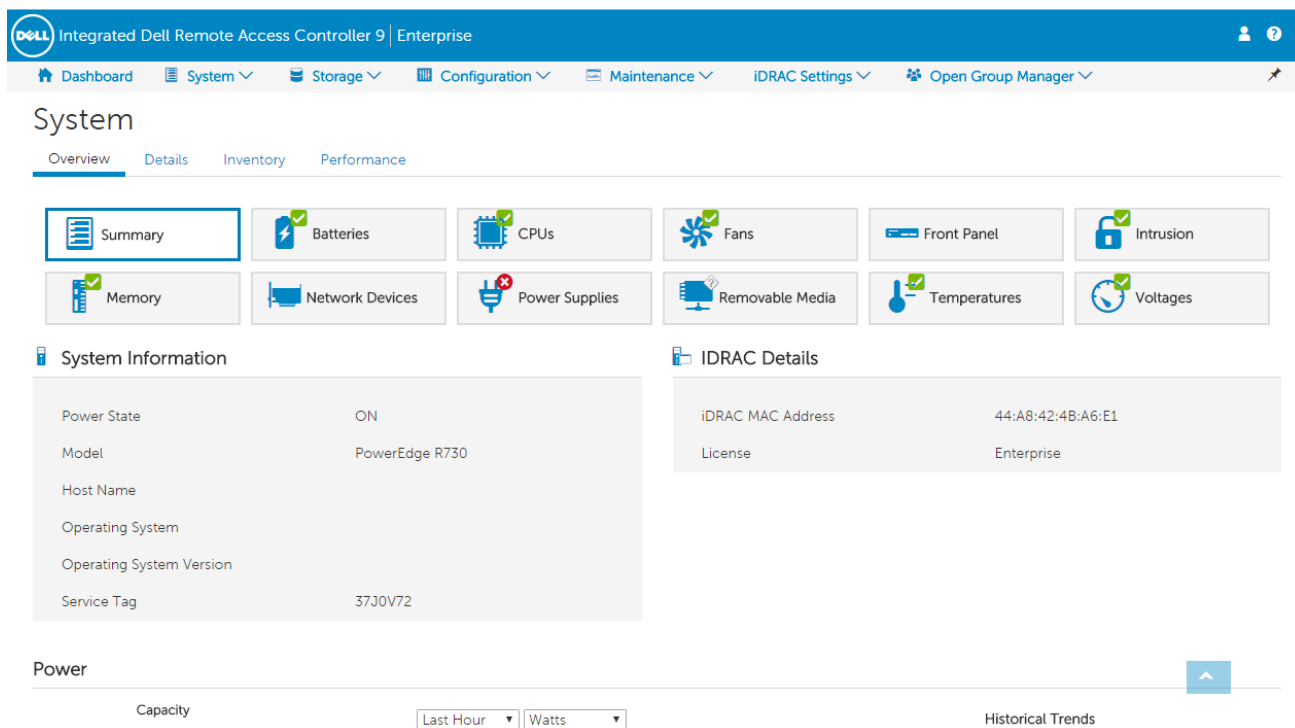 DELL Integrated Dell Remote Access Controller 9 | Enterprise
Dashboard System Storage Configuration Maintenance iDRAC Settings Open Group Manager
System
Overview Details Inventory Performance
Summary Batteries CPUs Fans Front Panel Intrusion
Memory Network Devices Power Supplies Removable Media Temperatures Voltages
System Information
Power State ON
Model PowerEdge R730
Host Name
Operating System
Operating System Version
Service Tag 37J0V72
IDRAC Details
iDRAC MAC Address 44:A8:42:4B:A6:E1
License Enterprise
Power
Capacity
Last Hour Watts
Historical Trends